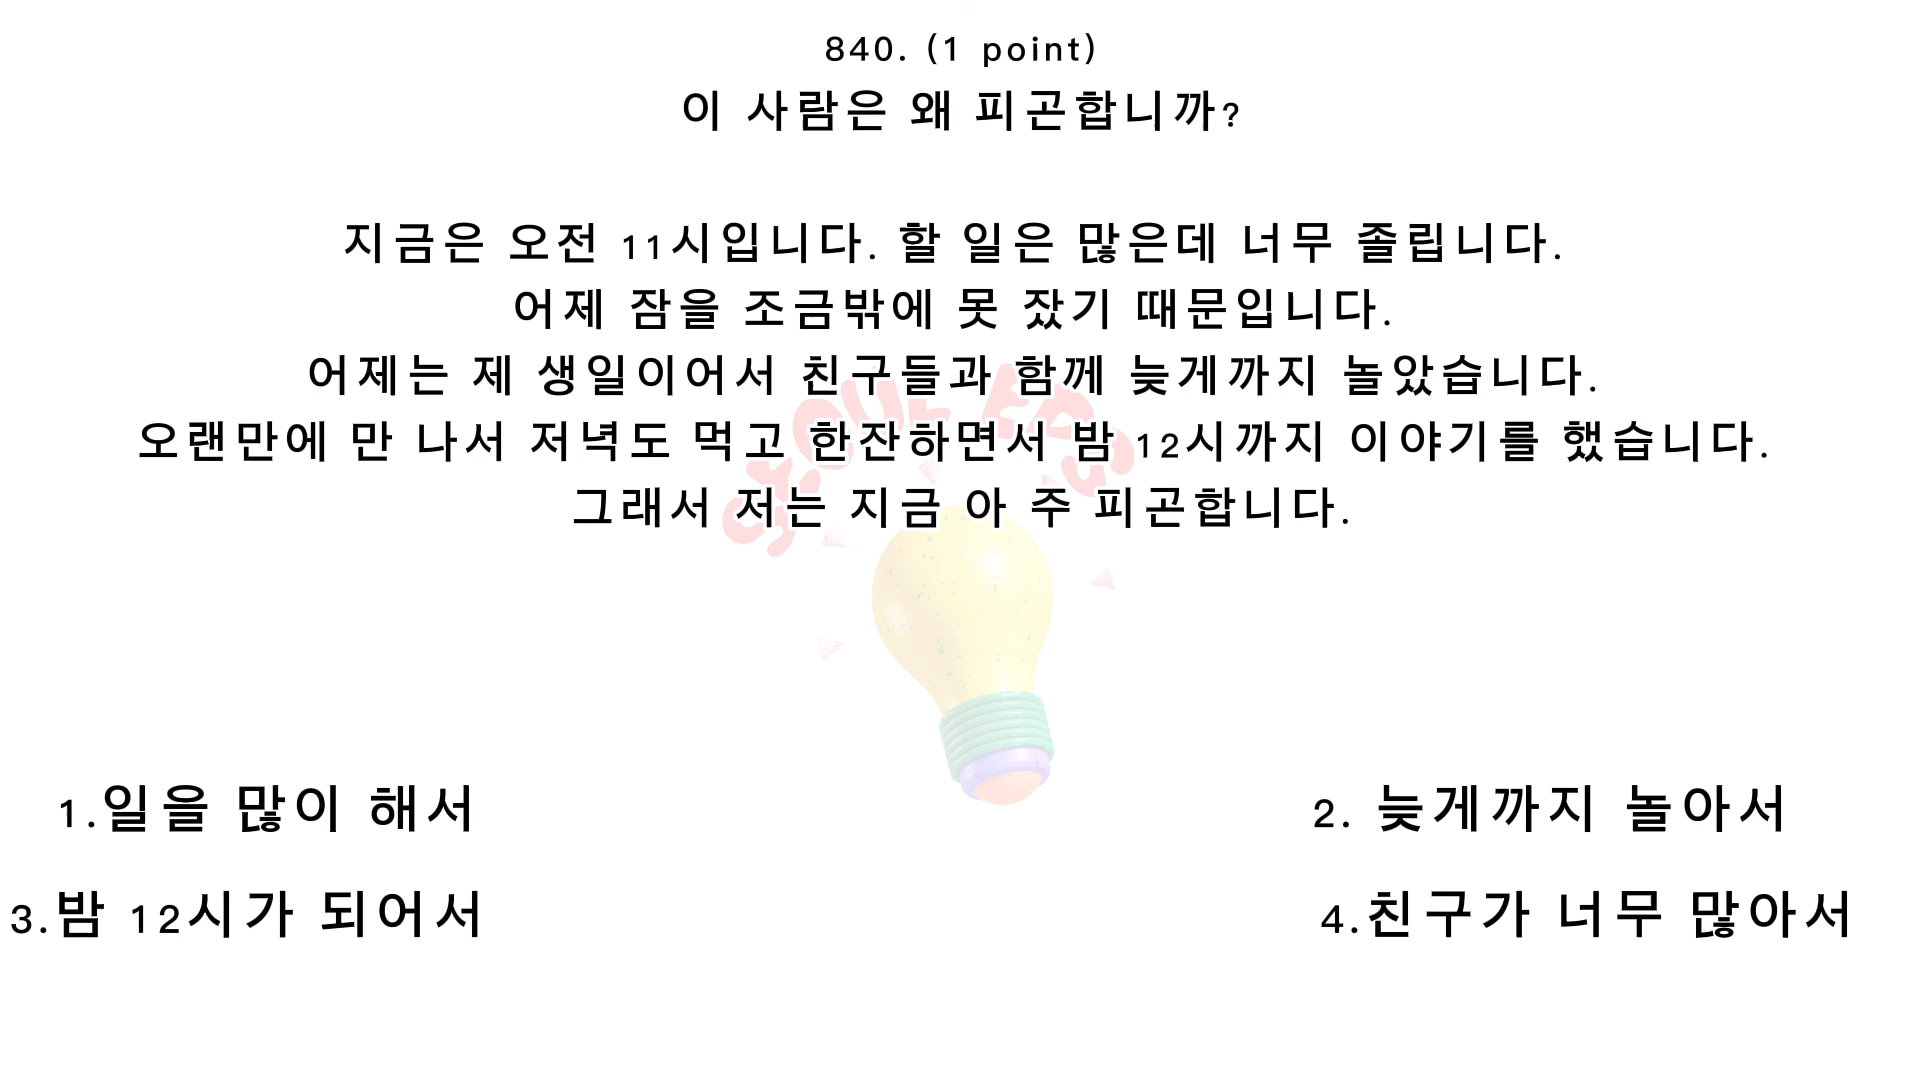 840. (1 point)
이 사람은 왜 피곤합니까?
지금은 오전 11시입니다. 할 일은 많은데 너무 졸립니다.
어제 잠을 조금밖에 못 잤기 때문입니다.
어제는 제 생일이어서 친구들과 함께 늦게까지 놀았습니다.
오랜만에 만 나서 저녁도 먹고 한잔하면서 밤 12시까지 이야기를 했습니다.
그래서 저는 지금 아 주 피곤합니다.
1.일을 많이 해서
2. 늦게까지 놀아서
3.밤 12시가 되어서
4.친구가 너무 많아서